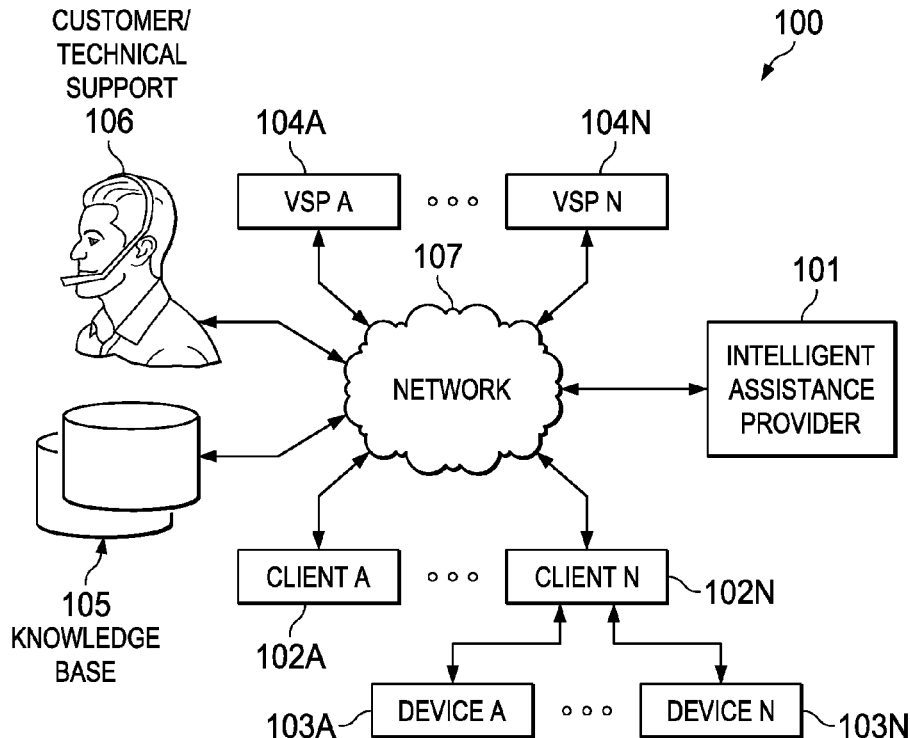 CUSTOMER/
TECHNICAL
SUPPORT
106
100
104A
104N
VSP A
VSP N
107
101
NETWORK
INTELLIGENT
ASSISTANCE
PROVIDER
105
KNOWLEDGE
BASE
CLIENT A
CLIENT N
102A
102N
103A
DEVICE A
DEVICE N
103N